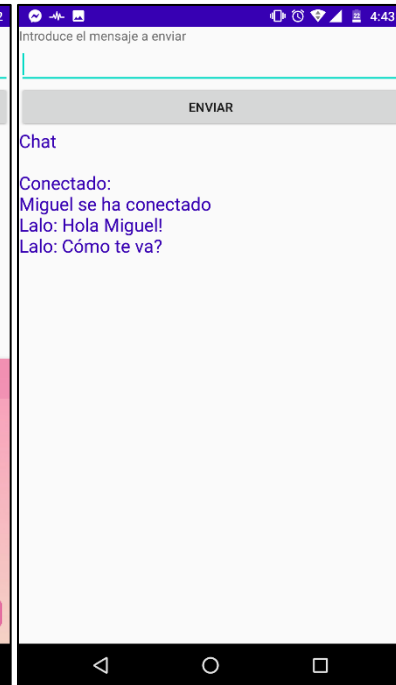 4:43
Introduce el mensaje a enviar
ENVIAR
Chat
Conectado:
Miguel se ha conectado
Lalo: Hola Miguel!
Lalo: Cómo te va?